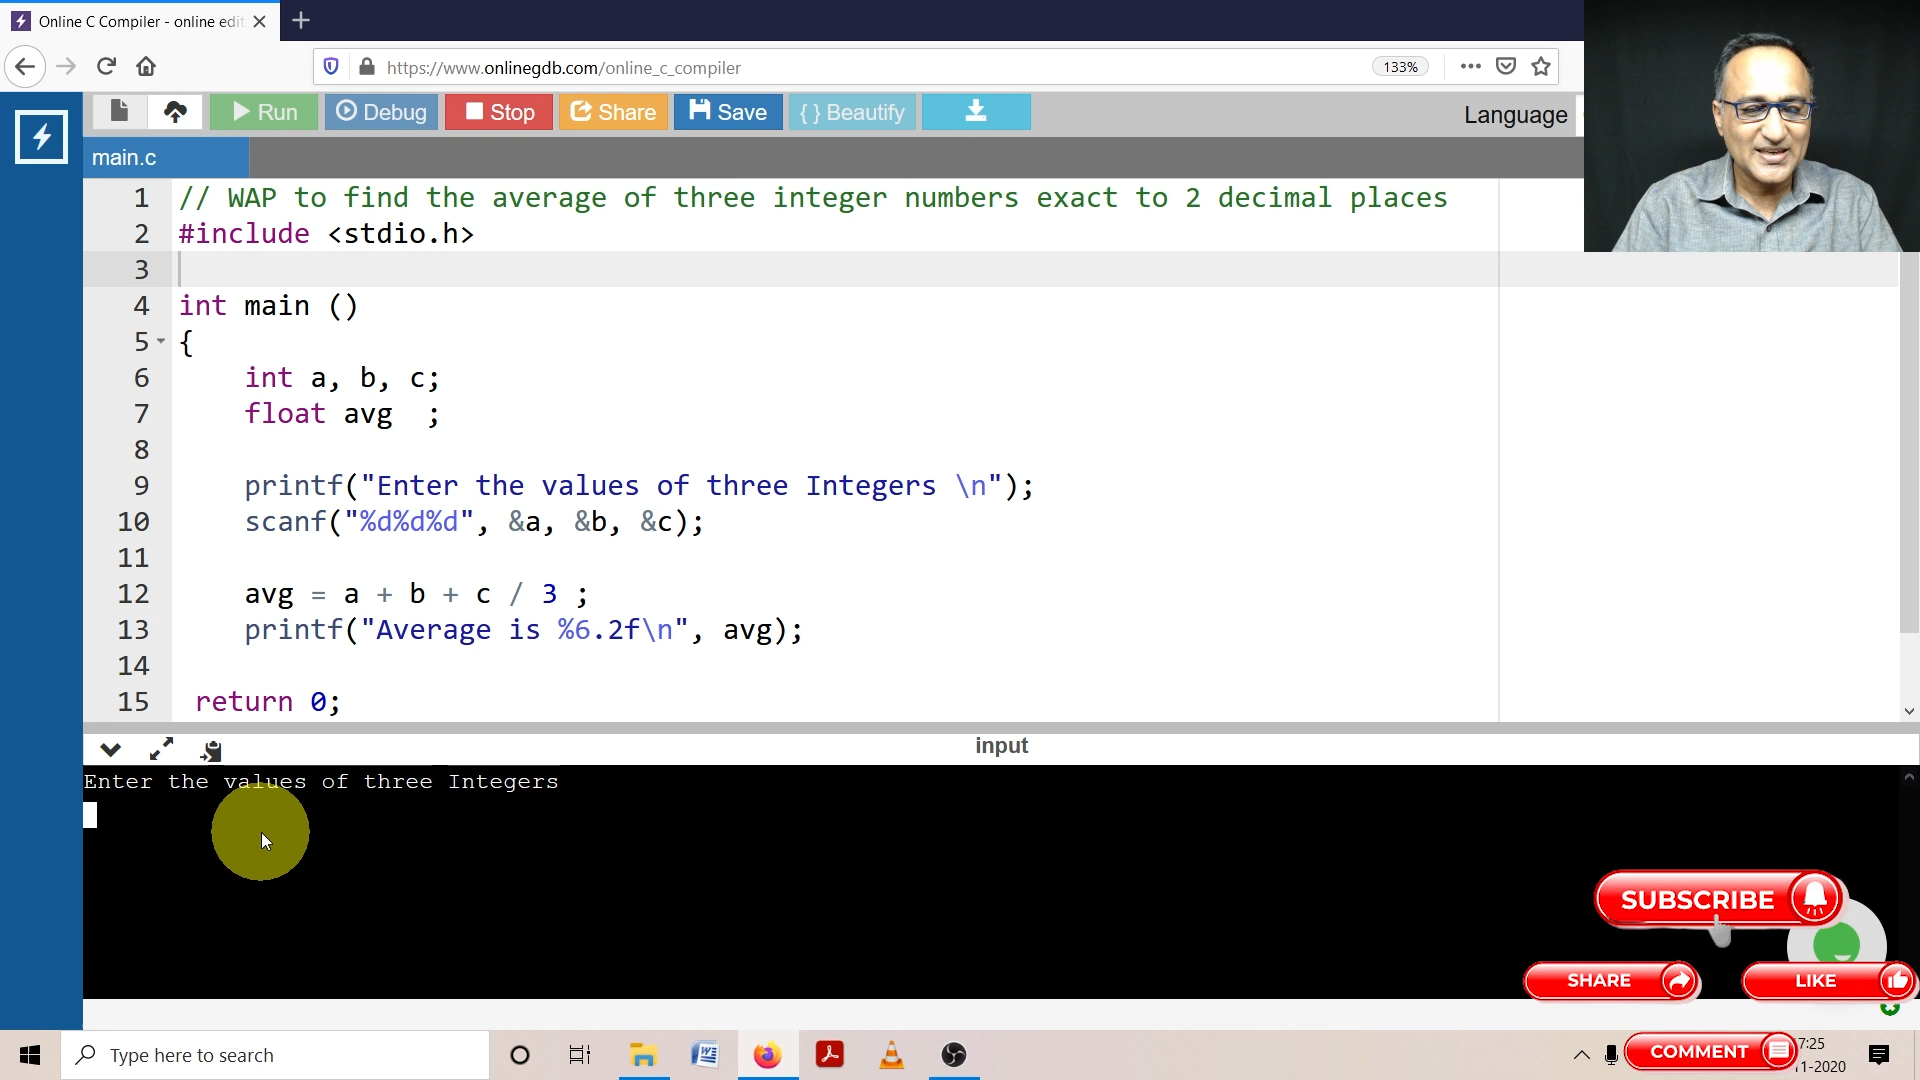 Online C Compiler - online edit
https://www.onlinegdb.com/online_c_compiler
133%
Run Debug Stop Share Save { } Beautify
Language
main.c
1 // WAP to find the average of three integer numbers exact to 2 decimal places
2 #include <stdio.h>
3
4 int main ()
5 {
6 int a, b, c;
7 float avg ;
8
9 printf("Enter the values of three Integers \n");
10 scanf("%d%d%d", &a, &b, &c);
11
12 avg = a + b + c / 3 ;
13 printf("Average is %6.2f\n", avg);
14
15 return 0;
input
Enter the values of three Integers
SUBSCRIBE
SHARE LIKE
Type here to search
COMMENT
7:25
1-2020